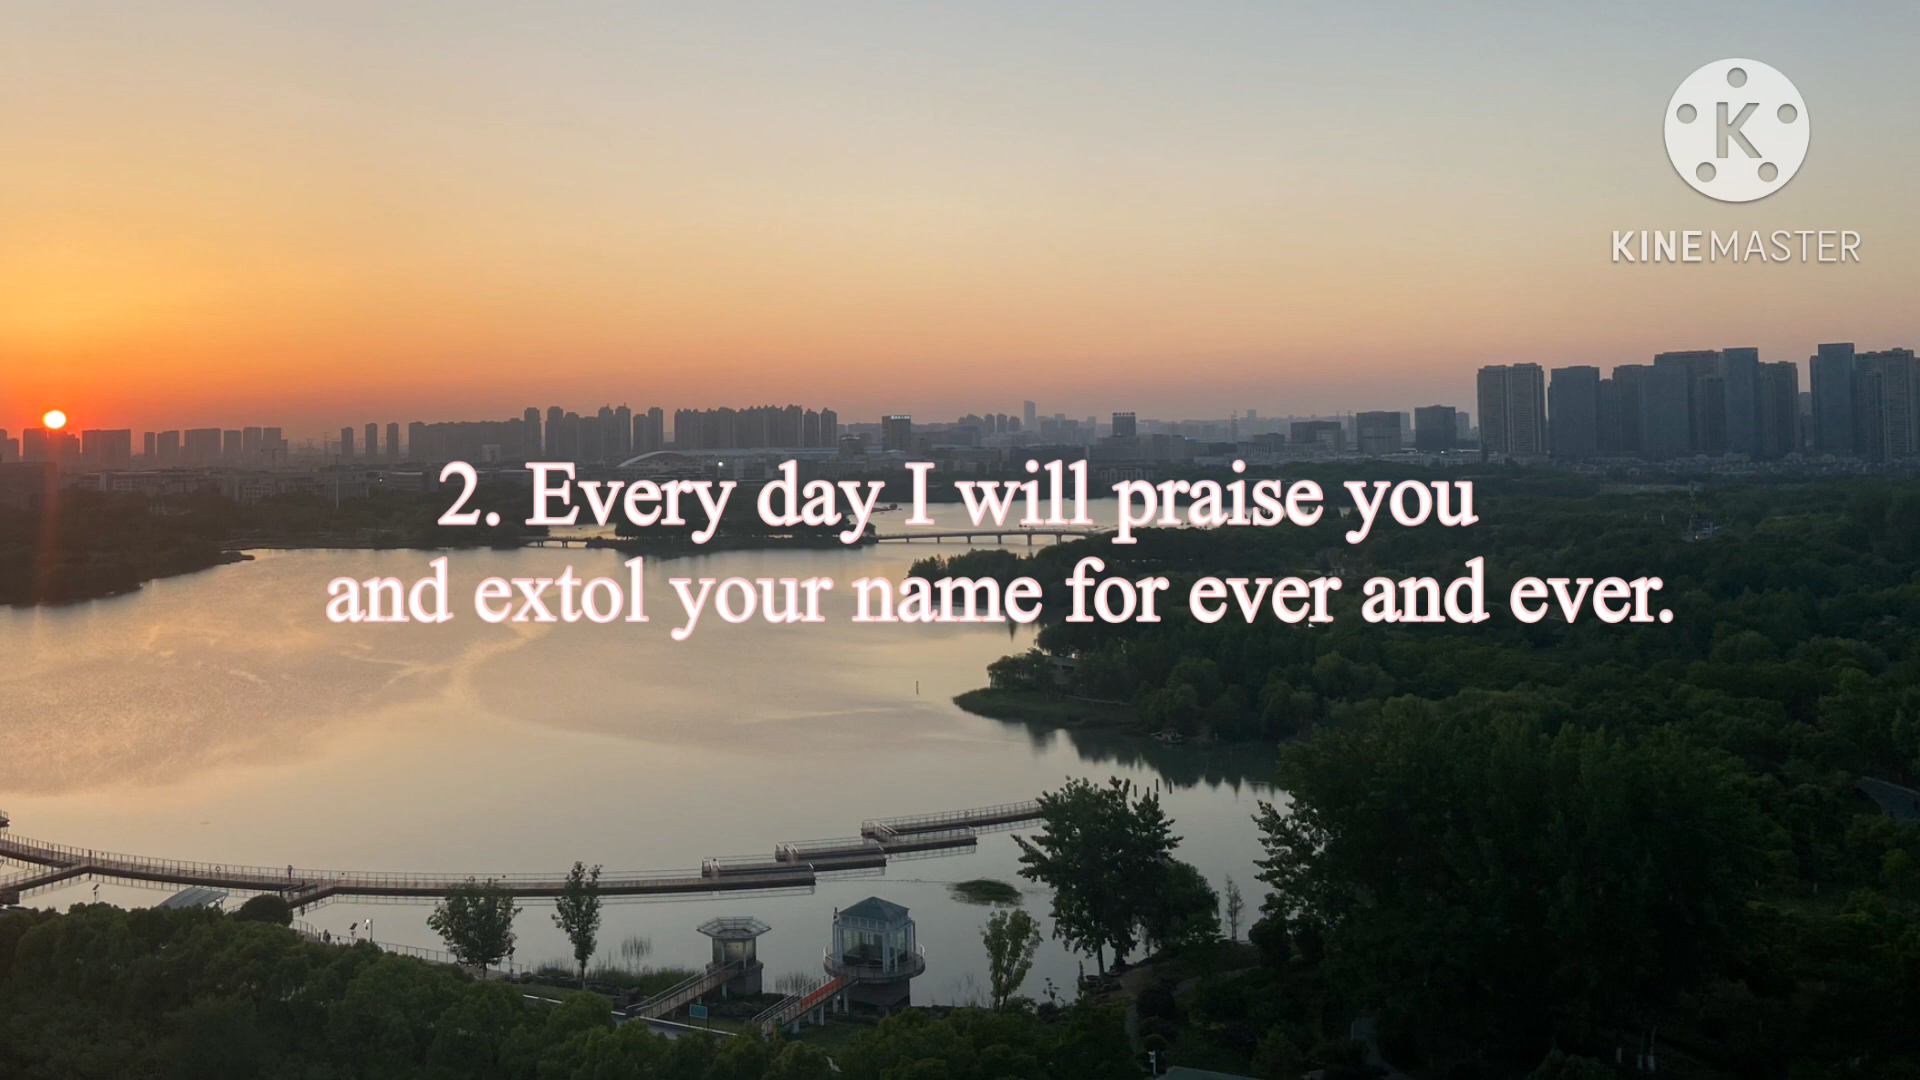 K
KINEMASTER
2. Every day I will praise you
and extol your name for ever and ever.